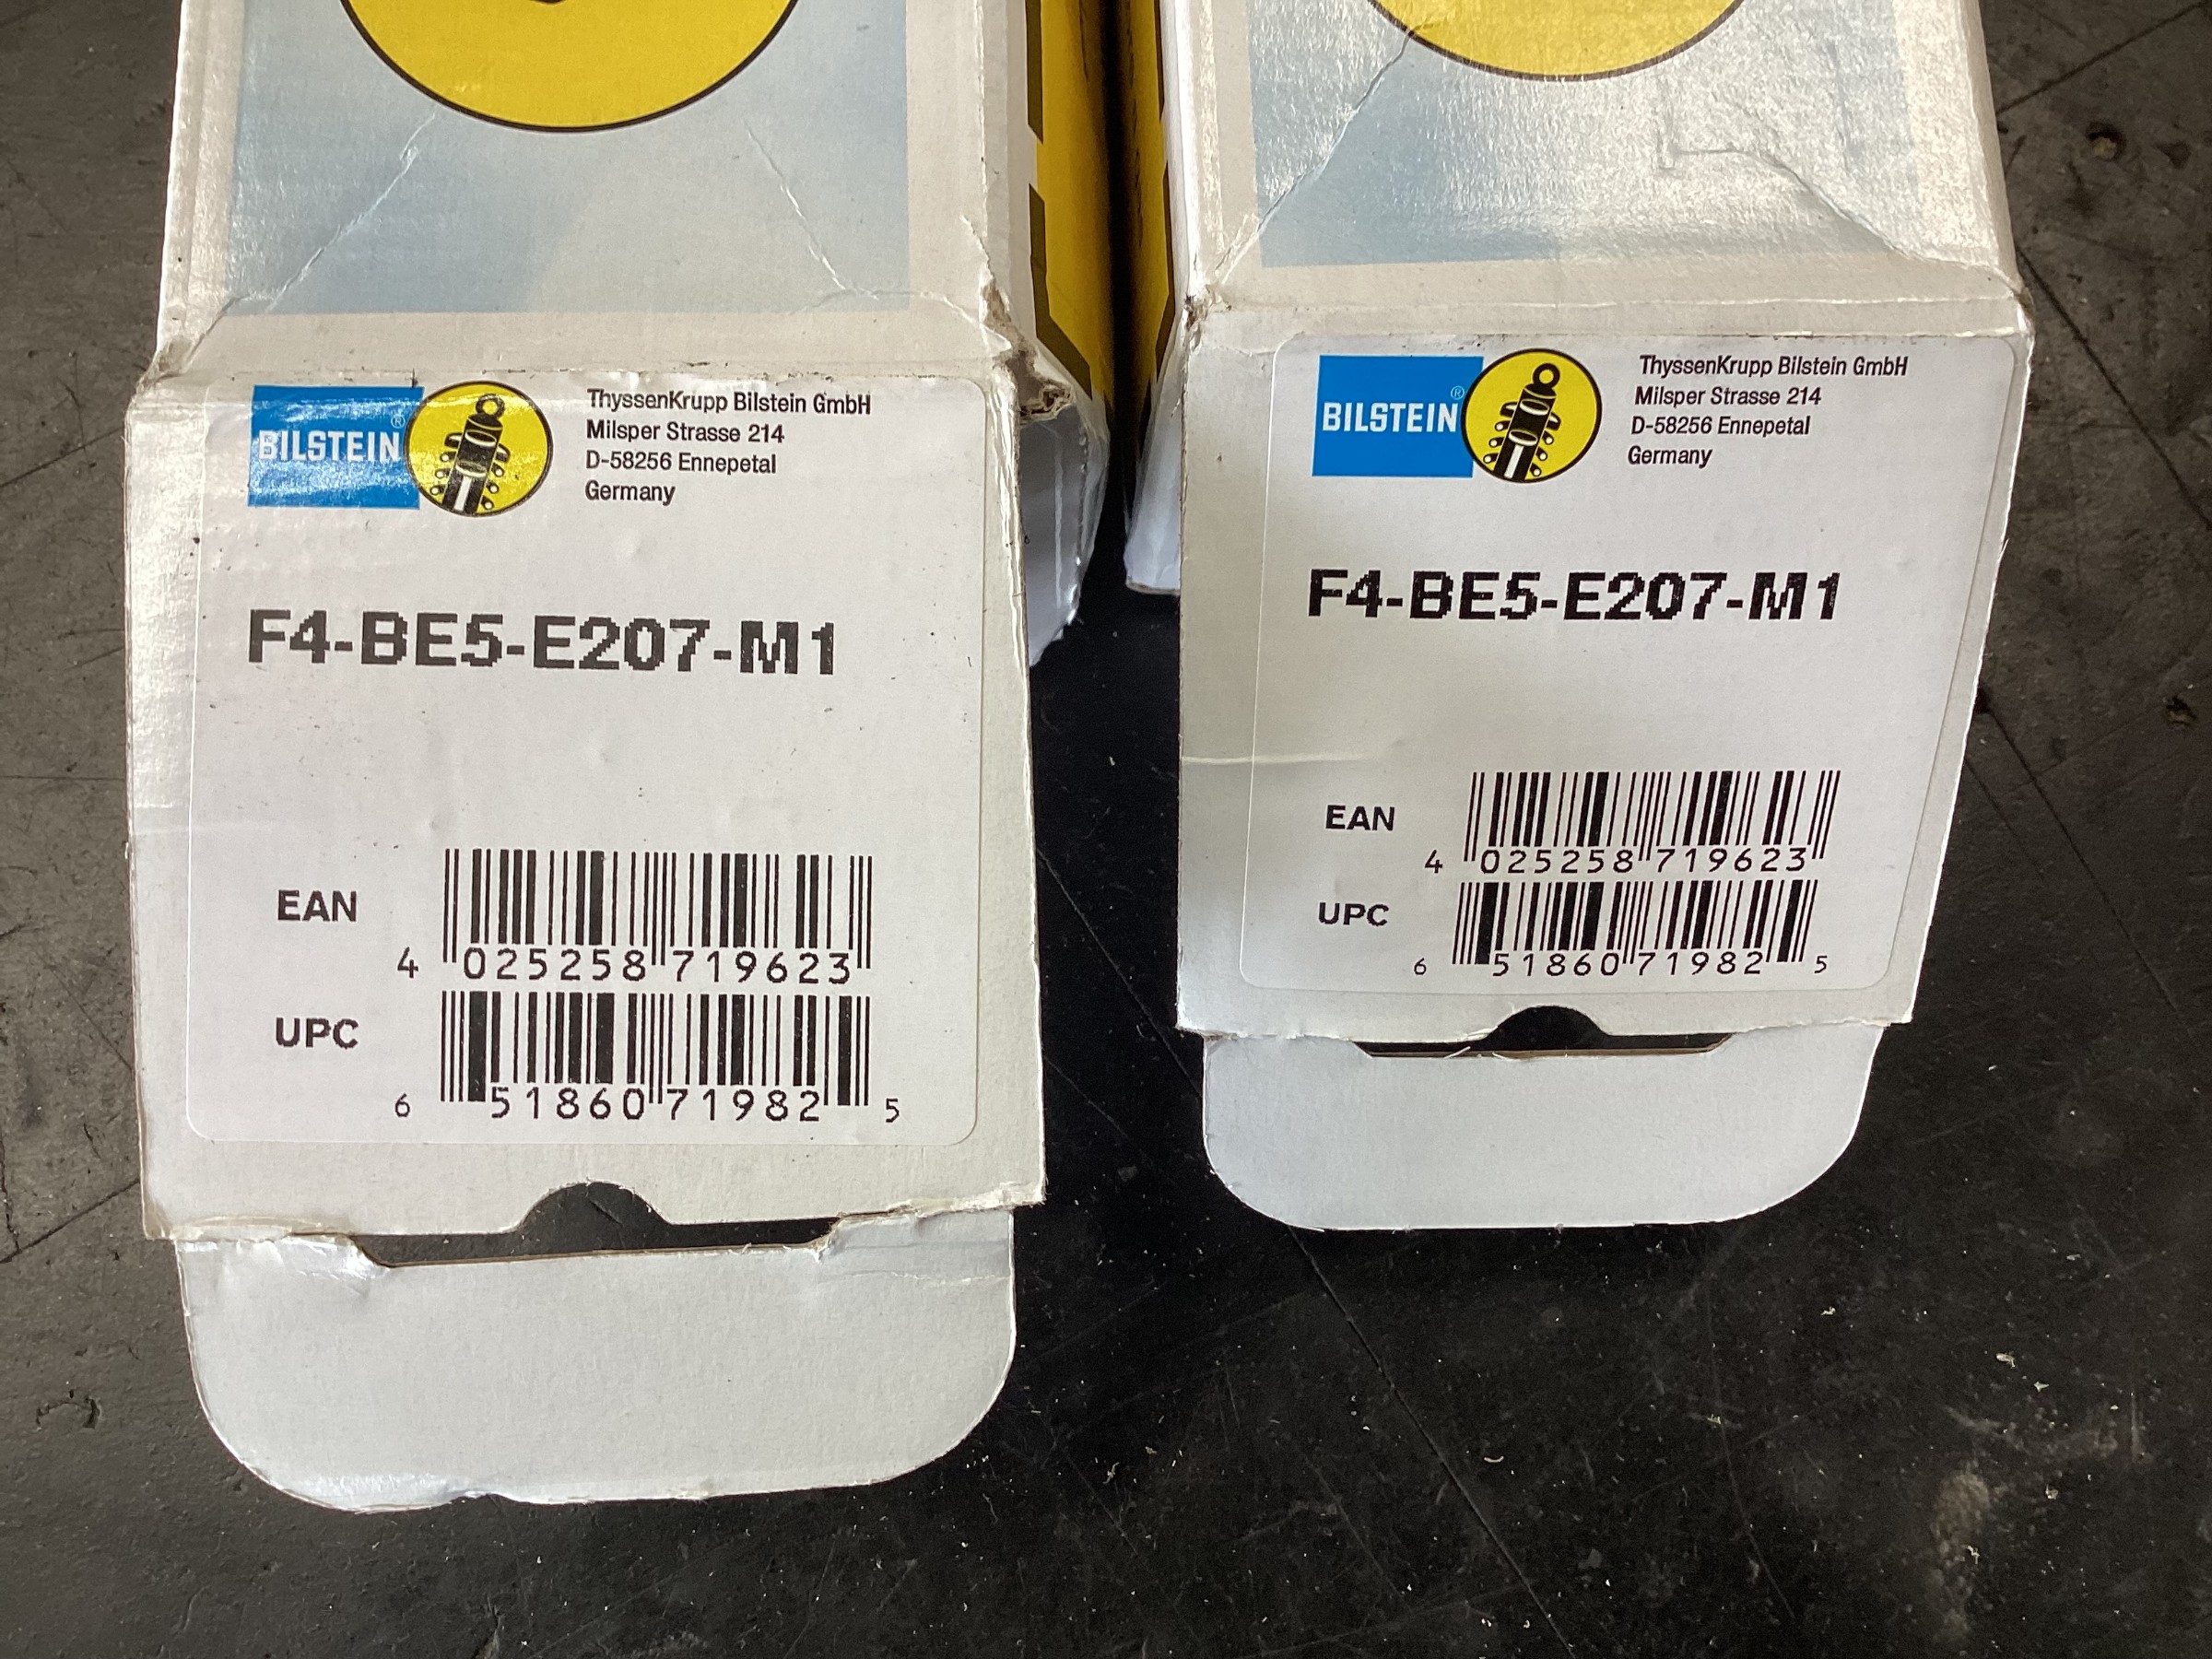 BILSTEIN®
ThyssenKrupp Bilstein GmbH
Milsper Strasse 214
D-58256 Ennepetal
Germany
F4-BE5-E207-M1
EAN
4 025258 719623
UPC
6 51860 71982 5
BILSTEIN®
ThyssenKrupp Bilstein GmbH
Milsper Strasse 214
D-58256 Ennepetal
Germany
F4-BE5-E207-M1
EAN
4 025258 719623
UPC
6 51860 71982 5